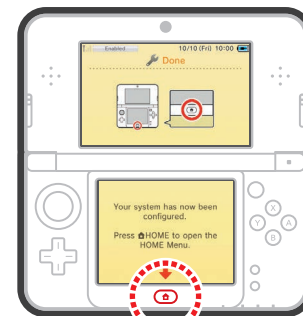 Enabled 10/10 (Fri) 10:00
Done
Your system has now been
configured.
Press HOME to open the
HOME Menu.
X
Y A
B